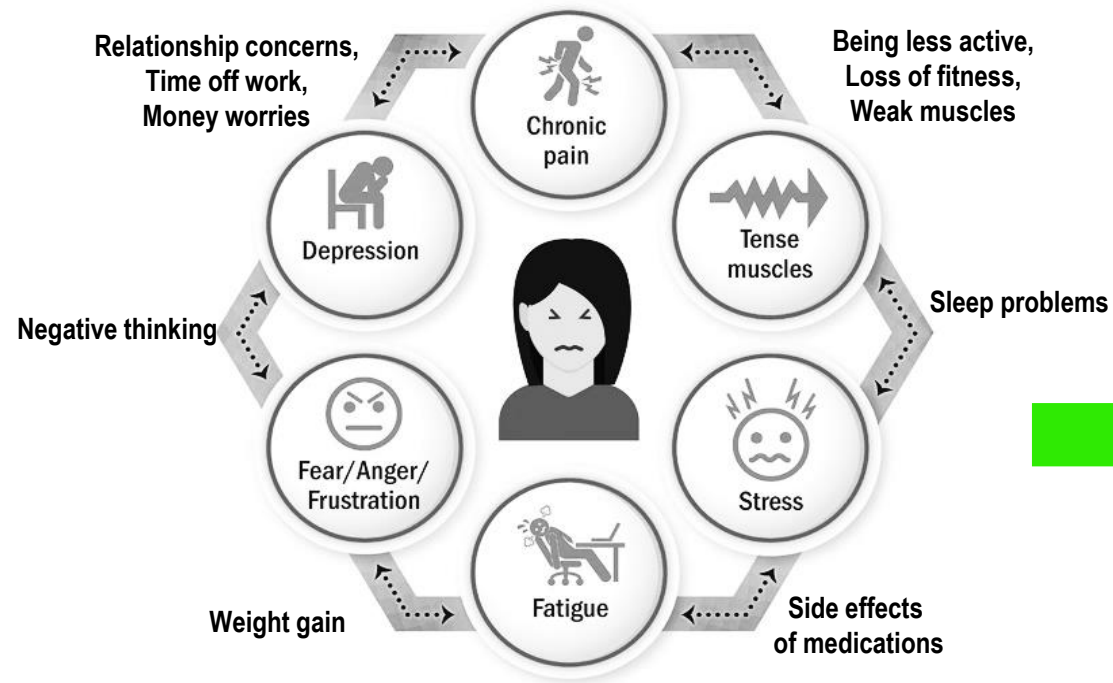 Relationship concerns,
Time off work,
Money worries
Chronic
pain
Being less active,
Loss of fitness,
Weak muscles
Depression
Tense
muscles
Negative thinking
Sleep problems
Fear/Anger/
Frustration
Stress
Weight gain
Fatigue
Side effects
of medications